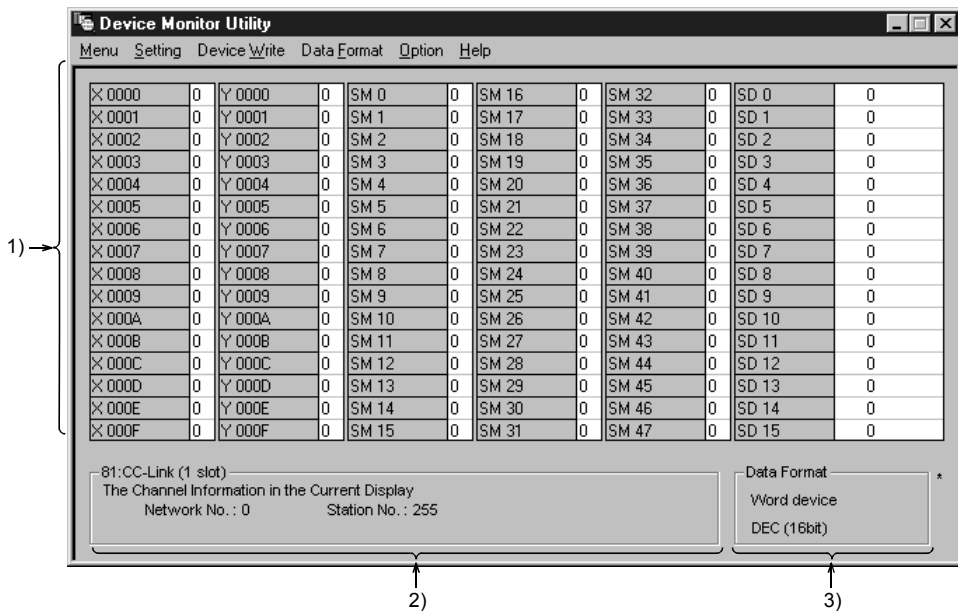 Device Monitor Utility
Menu Setting Device Write Data Format Option Help
X 0000 0 Y 0000 0 SM 0 0 SM 16 0 SM 32 0 SD 0 0
X 0001 0 Y 0001 0 SM 1 0 SM 17 0 SM 33 0 SD 1 0
X 0002 0 Y 0002 0 SM 2 0 SM 18 0 SM 34 0 SD 2 0
X 0003 0 Y 0003 0 SM 3 0 SM 19 0 SM 35 0 SD 3 0
X 0004 0 Y 0004 0 SM 4 0 SM 20 0 SM 36 0 SD 4 0
X 0005 0 Y 0005 0 SM 5 0 SM 21 0 SM 37 0 SD 5 0
X 0006 0 Y 0006 0 SM 6 0 SM 22 0 SM 38 0 SD 6 0
1) X 0007 0 Y 0007 0 SM 7 0 SM 23 0 SM 39 0 SD 7 0
X 0008 0 Y 0008 0 SM 8 0 SM 24 0 SM 40 0 SD 8 0
X 0009 0 Y 0009 0 SM 9 0 SM 25 0 SM 41 0 SD 9 0
X 000A 0 Y 000A 0 SM 10 0 SM 26 0 SM 42 0 SD 10 0
X 000B 0 Y 000B 0 SM 11 0 SM 27 0 SM 43 0 SD 11 0
X 000C 0 Y 000C 0 SM 12 0 SM 28 0 SM 44 0 SD 12 0
X 000D 0 Y 000D 0 SM 13 0 SM 29 0 SM 45 0 SD 13 0
X 000E 0 Y 000E 0 SM 14 0 SM 30 0 SM 46 0 SD 14 0
X 000F 0 Y 000F 0 SM 15 0 SM 31 0 SM 47 0 SD 15 0
81:CC-Link (1 slot)
The Channel Information in the Current Display
Network No. : 0 Station No. : 255
Data Format *
Word device
DEC (16bit)
2) 3)